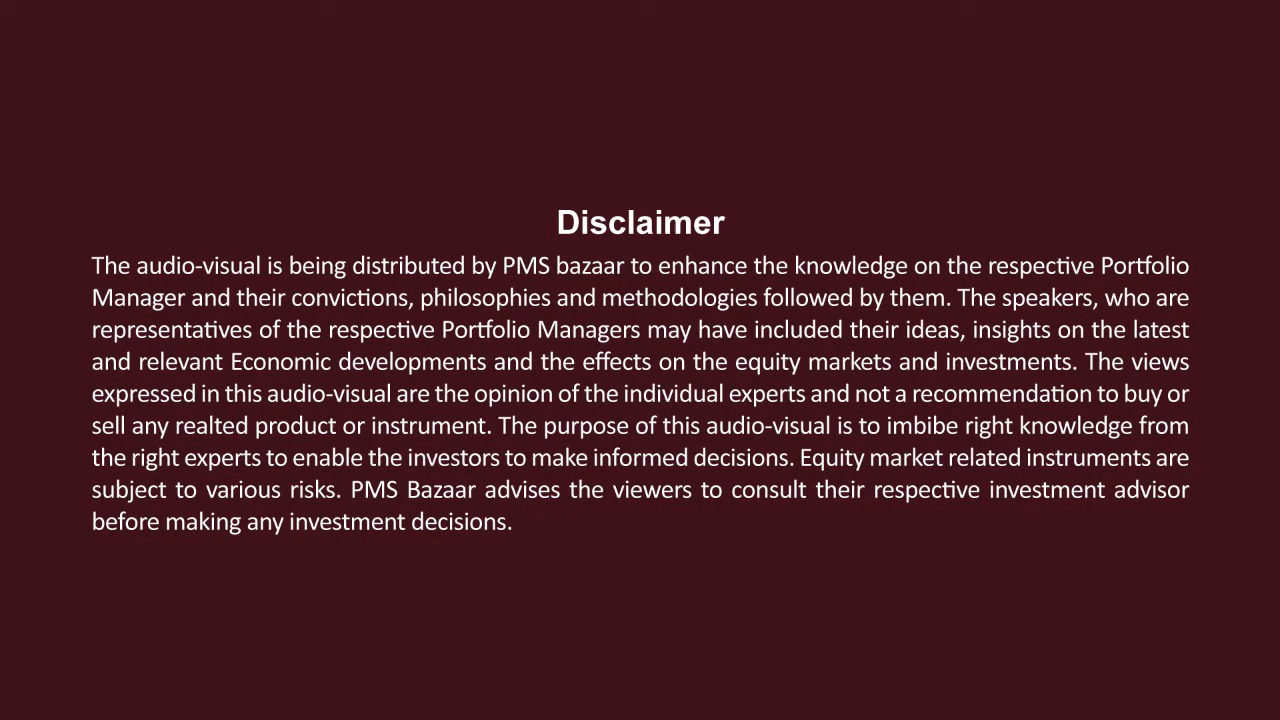 Disclaimer
The audio-visual is being distributed by PMS bazaar to enhance the knowledge on the respective Portfolio
Manager and their convictions, philosophies and methodologies followed by them. The speakers, who are
representatives of the respective Portfolio Managers may have included their ideas, insights on the latest
and relevant Economic developments and the effects on the equity markets and investments. The views
expressed in this audio-visual are the opinion of the individual experts and not a recommendation to buy or
sell any realted product or instrument. The purpose of this audio-visual is to imbibe right knowledge from
the right experts to enable the investors to make informed decisions. Equity market related instruments are
subject to various risks. PMS Bazaar advises the viewers to consult their respective investment advisor
before making any investment decisions.